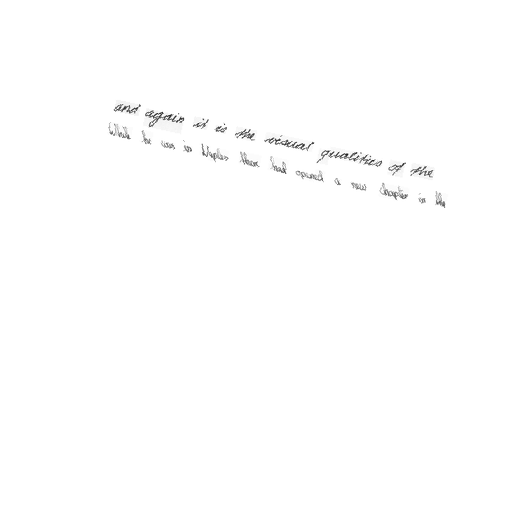 and again it is the visual qualities of the
While he was in Naples there had opened a new chapter in the